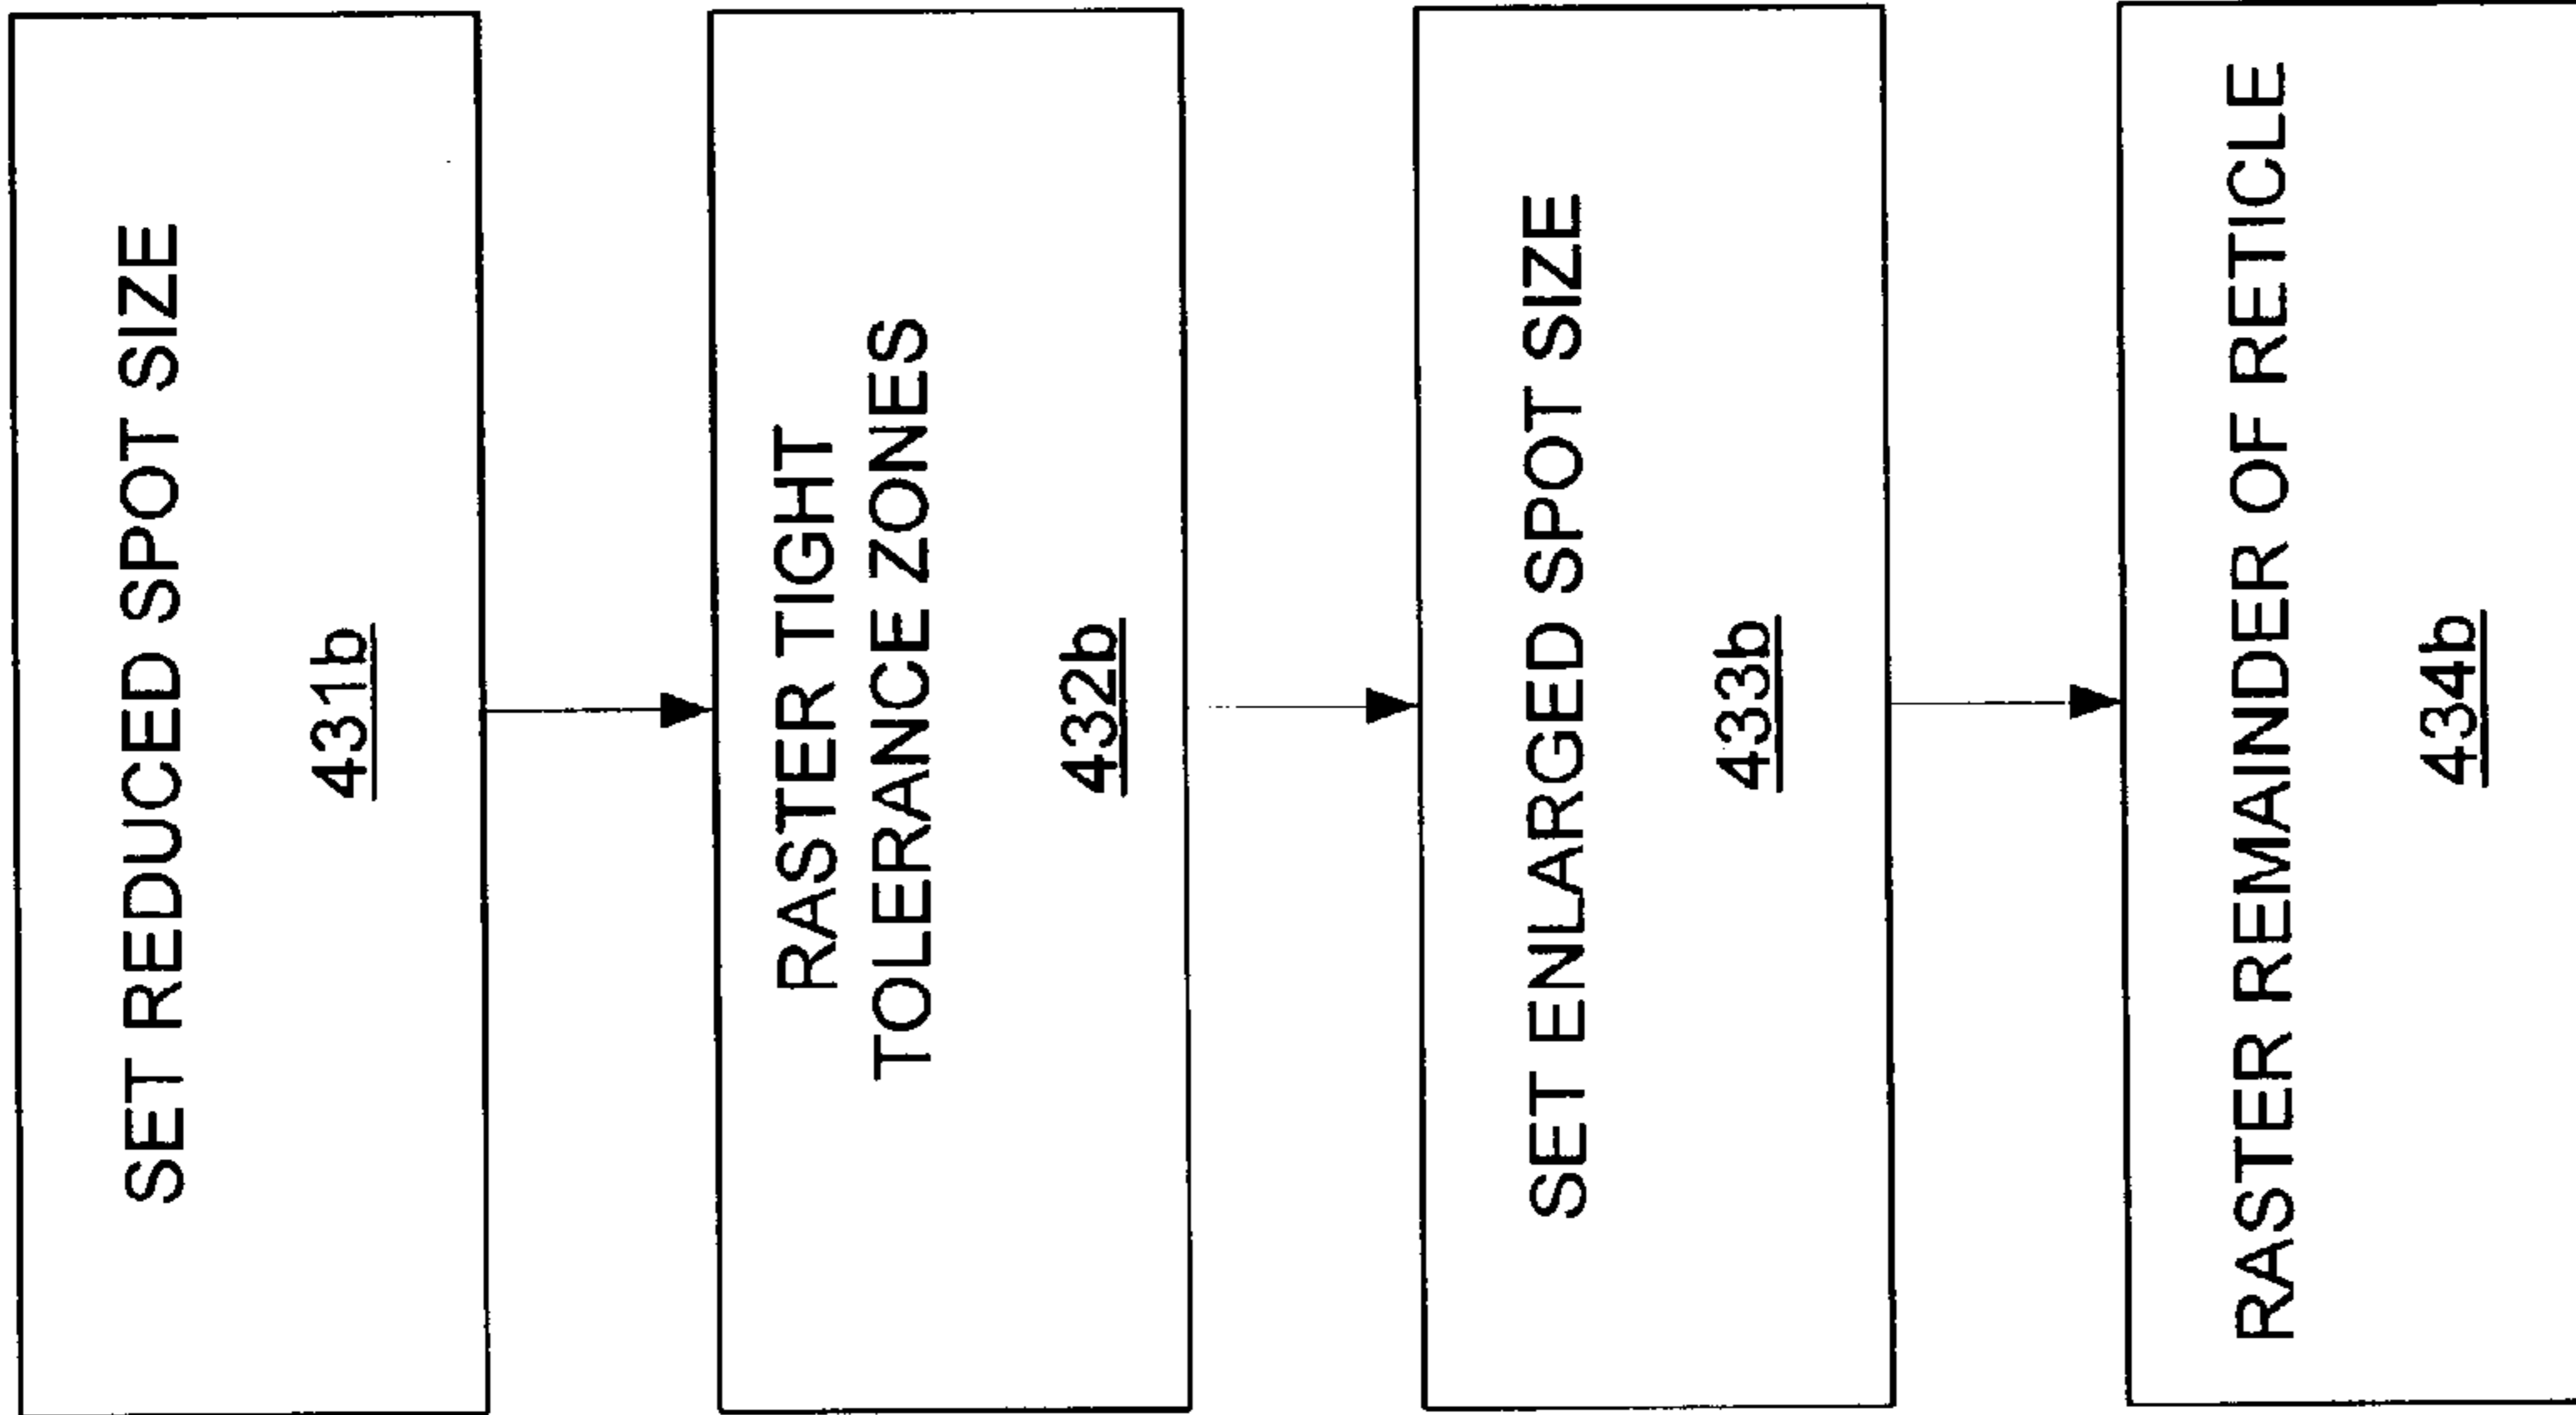 SET REDUCED SPOT SIZE
431b
RASTER TIGHT
TOLERANCE ZONES
432b
SET ENLARGED SPOT SIZE
433b
RASTER REMAINDER OF RETICLE
434b